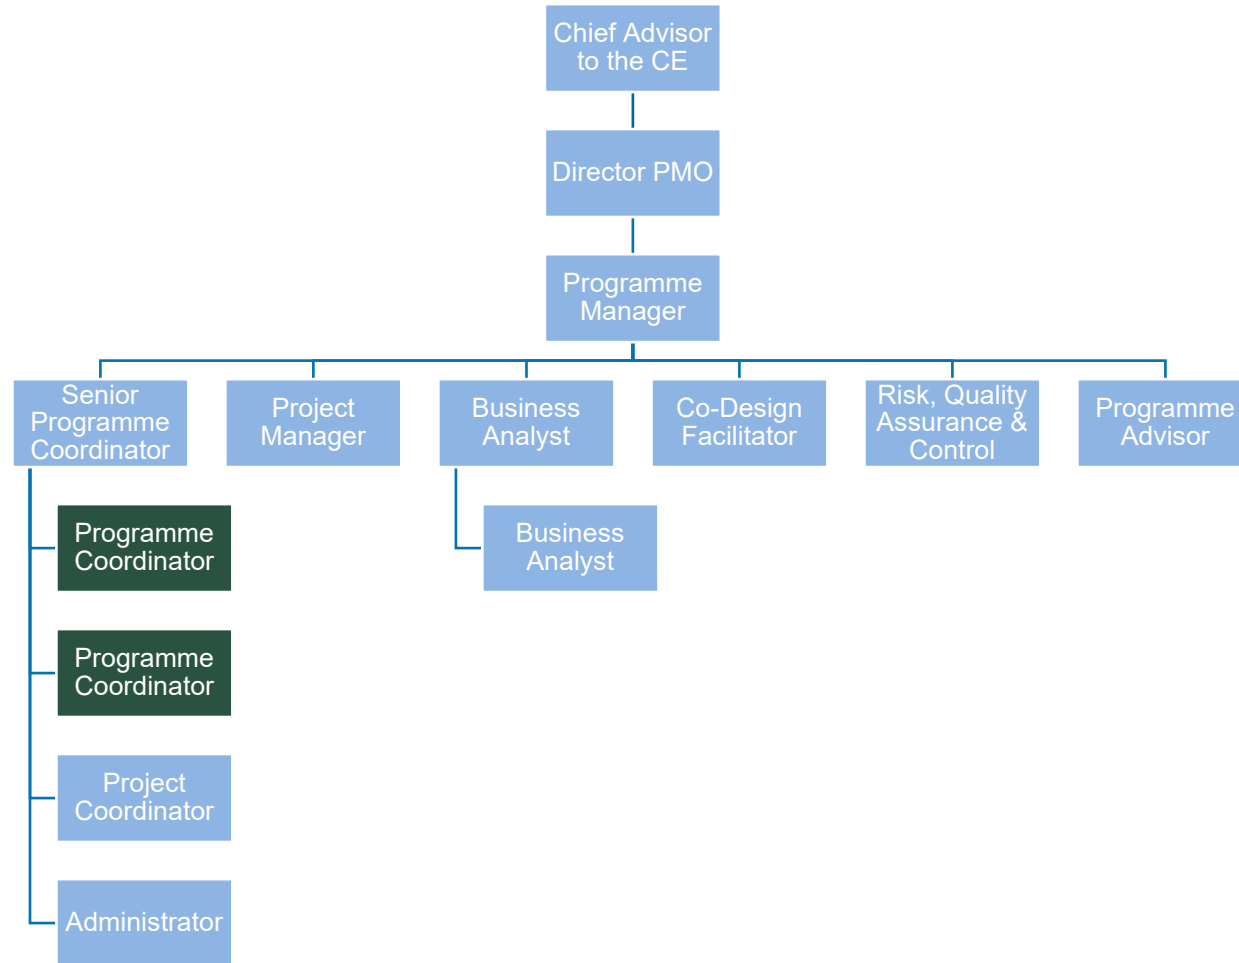 Chief Advisor
to the CE
Director PMO
Programme
Manager
Senior
Programme
Coordinator
Project
Manager
Business
Analyst
Co-Design
Facilitator
Risk, Quality
Assurance &
Control
Programme
Advisor
Programme
Coordinator
Business
Analyst
Programme
Coordinator
Project
Coordinator
Administrator